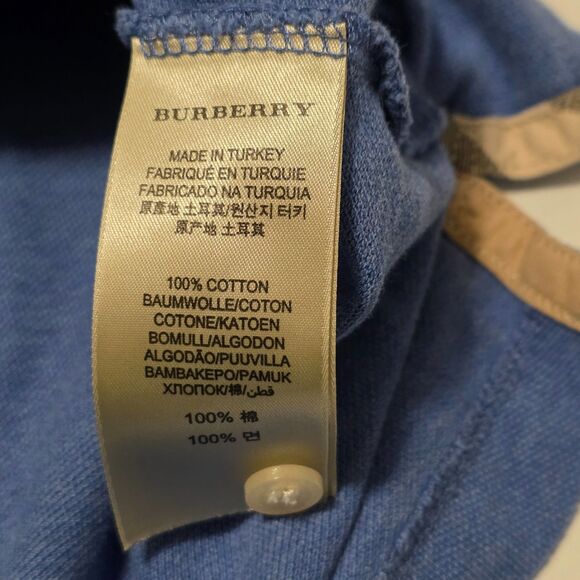 BURBERRY
MADE IN TURKEY
FABRIQUÉ EN TURQUIE
FABRICADO NA TURQUIA
原產地 土耳其/원산지 터키
原产地 土耳其
100% COTTON
BAUMWOLLE/COTON
COTONE/KATOEN
BOMULL/ALGODON
ALGODÃO/PUUVILLA
BAMBAKEPO/PAMUK
ХЛОПОК/棉/قطن
100% 棉
100% 면